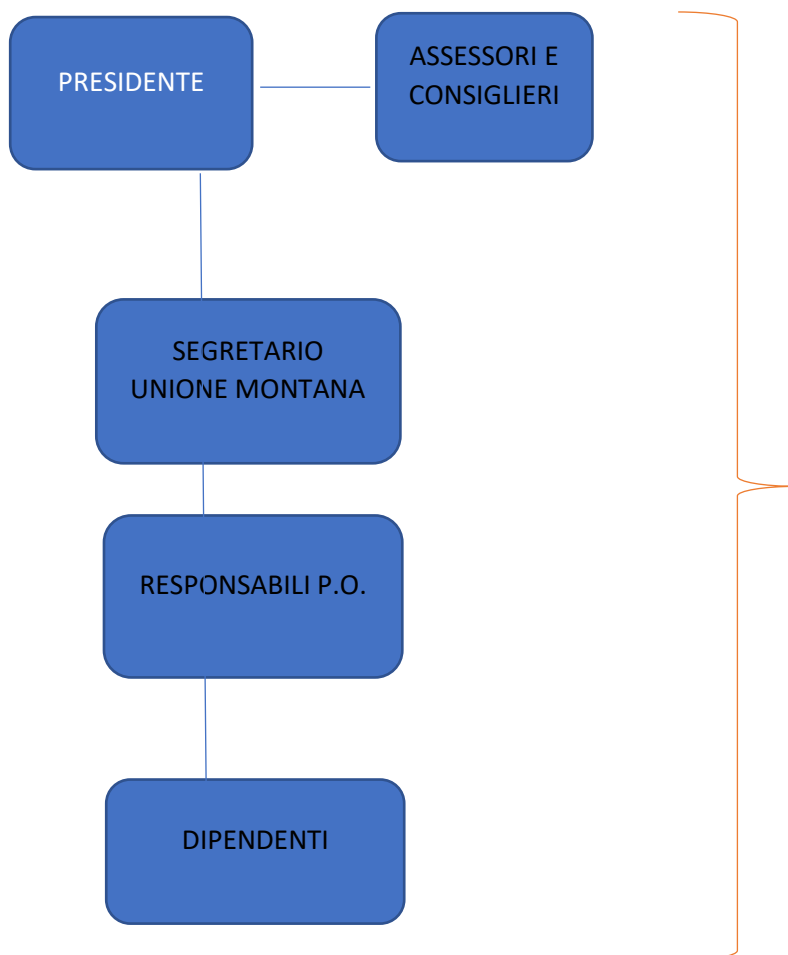 PRESIDENTE
ASSESSORI E
CONSIGLIERI
SEGRETARIO
UNIONE MONTANA
RESPONSABILI P.O.
DIPENDENTI